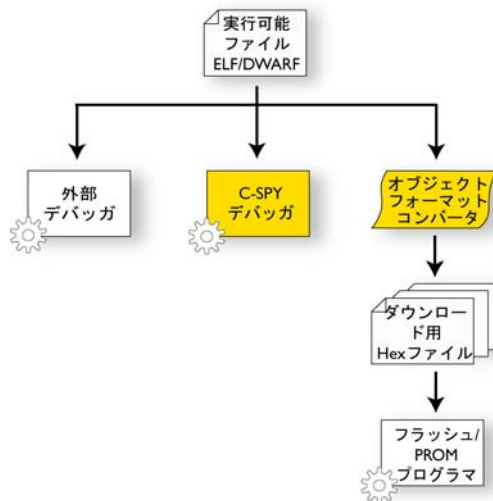 実行可能
ファイル
ELF/DWARF
外部
デバッガ
C-SPY
デバッガ
オブジェクト
フォーマット
コンバータ
ダウンロー
ド用
Hexファイル
フラッシュ/
PROM
プログラマ